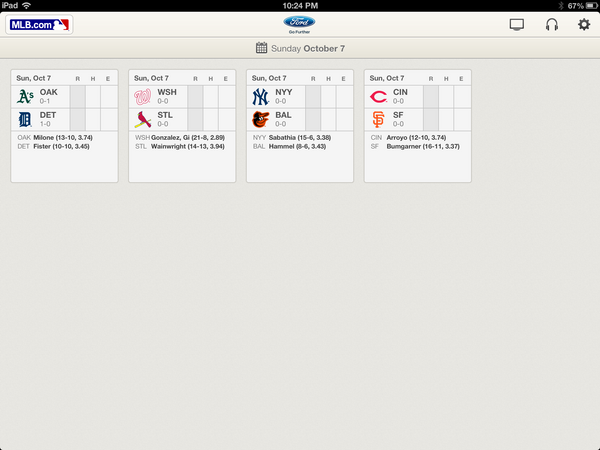 iPad 10:24 PM 67%
MLB.com Ford
Go Further
Sunday October 7
Sun, Oct 7 R H E
OAK
0-1
DET
1-0
OAK Milone (13-10, 3.74)
DET Fister (10-10, 3.45)
Sun, Oct 7 R H E
WSH
0-0
STL
0-0
WSH Gonzalez, Gi (21-8, 2.89)
STL Wainwright (14-13, 3.94)
Sun, Oct 7 R H E
NYY
0-0
BAL
0-0
NYY Sabathia (15-6, 3.38)
BAL Hammel (8-6, 3.43)
Sun, Oct 7 R H E
CIN
0-0
SF
0-0
CIN Arroyo (12-10, 3.74)
SF Bumgarner (16-11, 3.37)